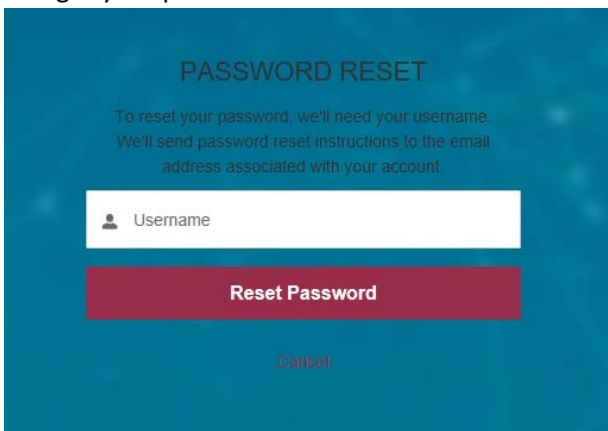 PASSWORD RESET
To reset your password, we'll need your username.
We'll send password reset instructions to the email
address associated with your account.
Username
Reset Password
Cancel